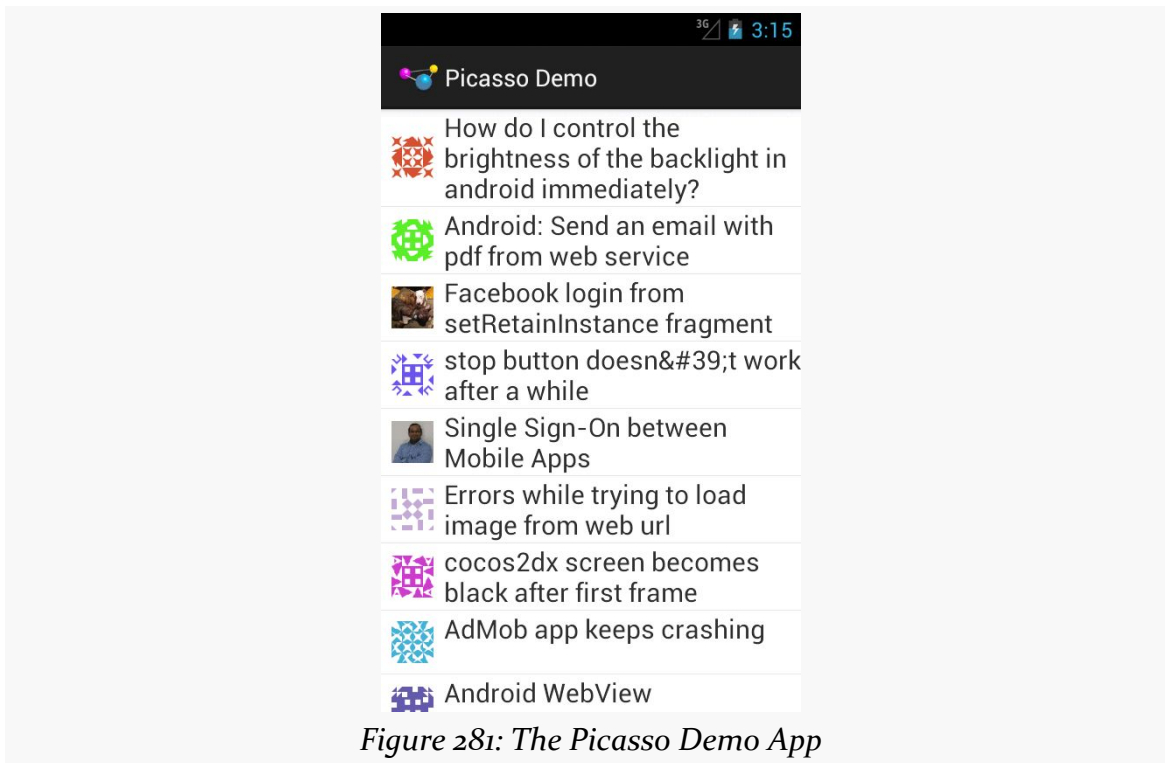 3G 3:15
Picasso Demo
How do I control the
brightness of the backlight in
android immediately?
Android: Send an email with
pdf from web service
Facebook login from
setRetainInstance fragment
stop button doesn&#39;t work
after a while
Single Sign-On between
Mobile Apps
Errors while trying to load
image from web url
cocos2dx screen becomes
black after first frame
AdMob app keeps crashing
Android WebView
Figure 281: The Picasso Demo App